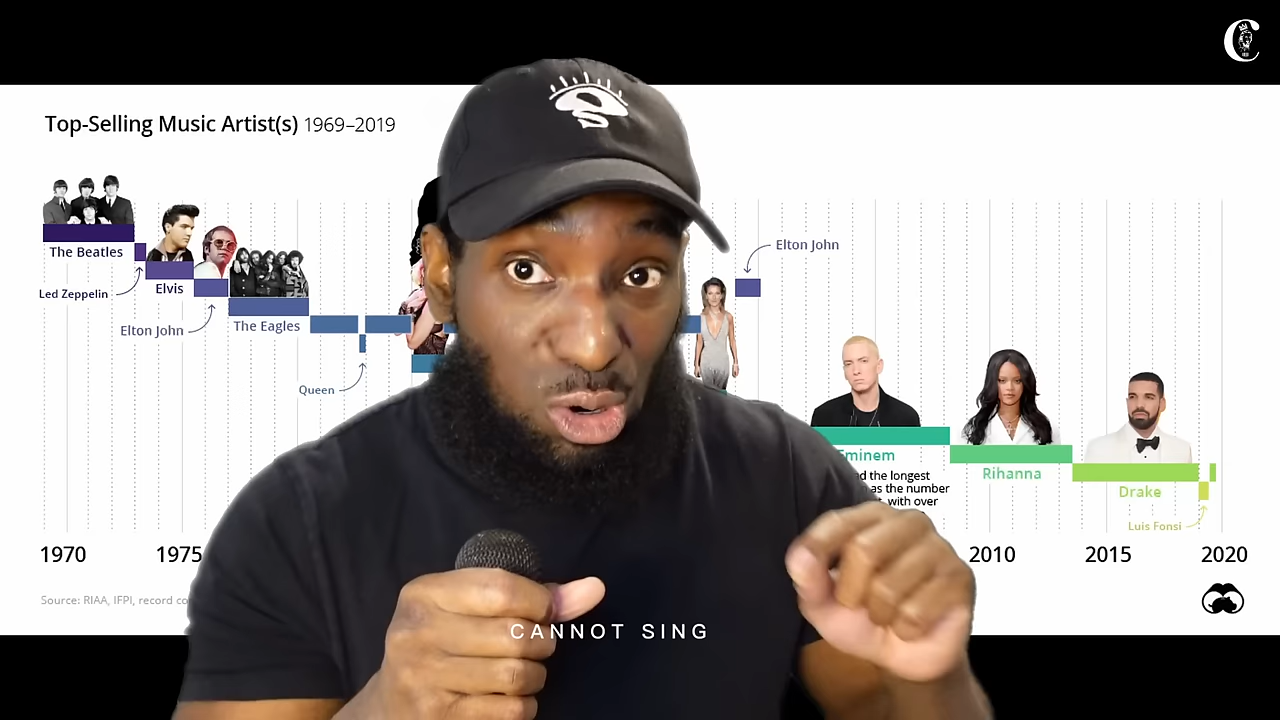 Top-Selling Music Artist(s) 1969–2019
The Beatles
Led Zeppelin
Elvis
Elton John
The Eagles
Queen
Elton John
Eminem
d the longest
as the number
with over
Rihanna
Drake
Luis Fonsi
1970
1975
2010
2015
2020
Source: RIAA, IFPI, record co
CANNOT SING